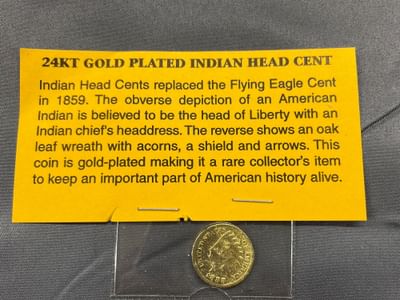 24KT GOLD PLATED INDIAN HEAD CENT
Indian Head Cents replaced the Flying Eagle Cent
in 1859. The obverse depiction of an American
Indian is believed to be the head of Liberty with an
Indian chief's headdress. The reverse shows an oak
leaf wreath with acorns, a shield and arrows. This
coin is gold-plated making it a rare collector's item
to keep an important part of American history alive.